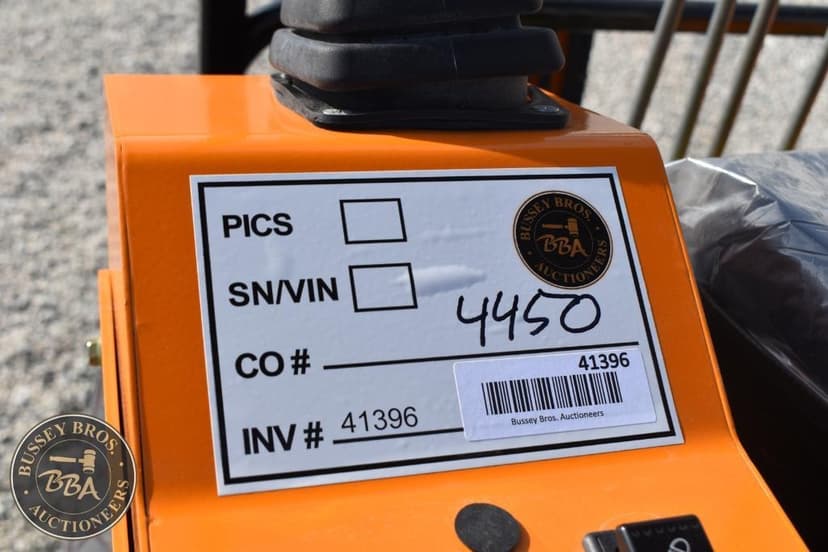 PICS
BUSSEY BROS.
BBA
AUCTIONEERS
SN/VIN
4450
CO #
41396
Bussey Bros. Auctioneers
INV # 41396
BUSSEY BROS.
BBA
AUCTIONEERS